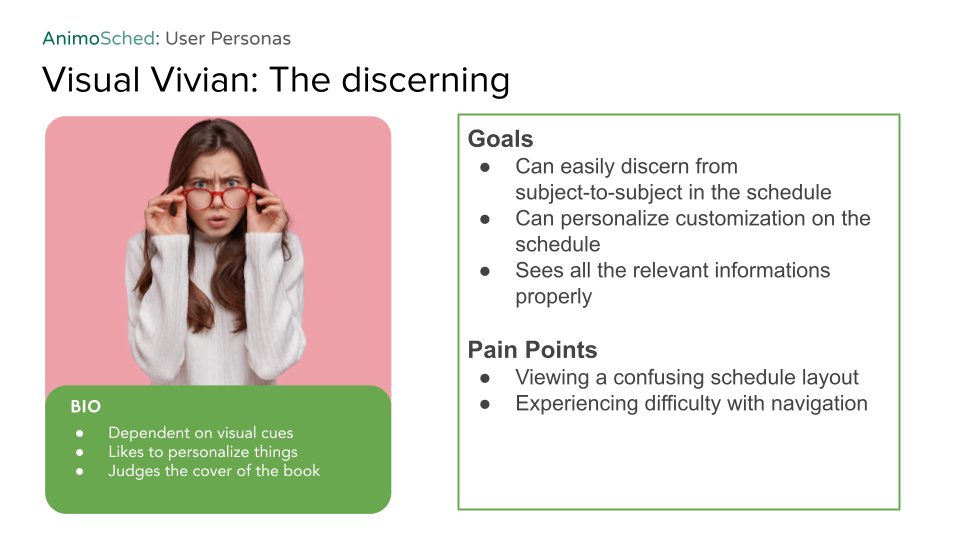 AnimoSched: User Personas
Visual Vivian: The discerning
BIO
● Dependent on visual cues
● Likes to personalize things
● Judges the cover of the book
Goals
● Can easily discern from
subject-to-subject in the schedule
● Can personalize customization on the
schedule
● Sees all the relevant informations
properly
Pain Points
● Viewing a confusing schedule layout
● Experiencing difficulty with navigation